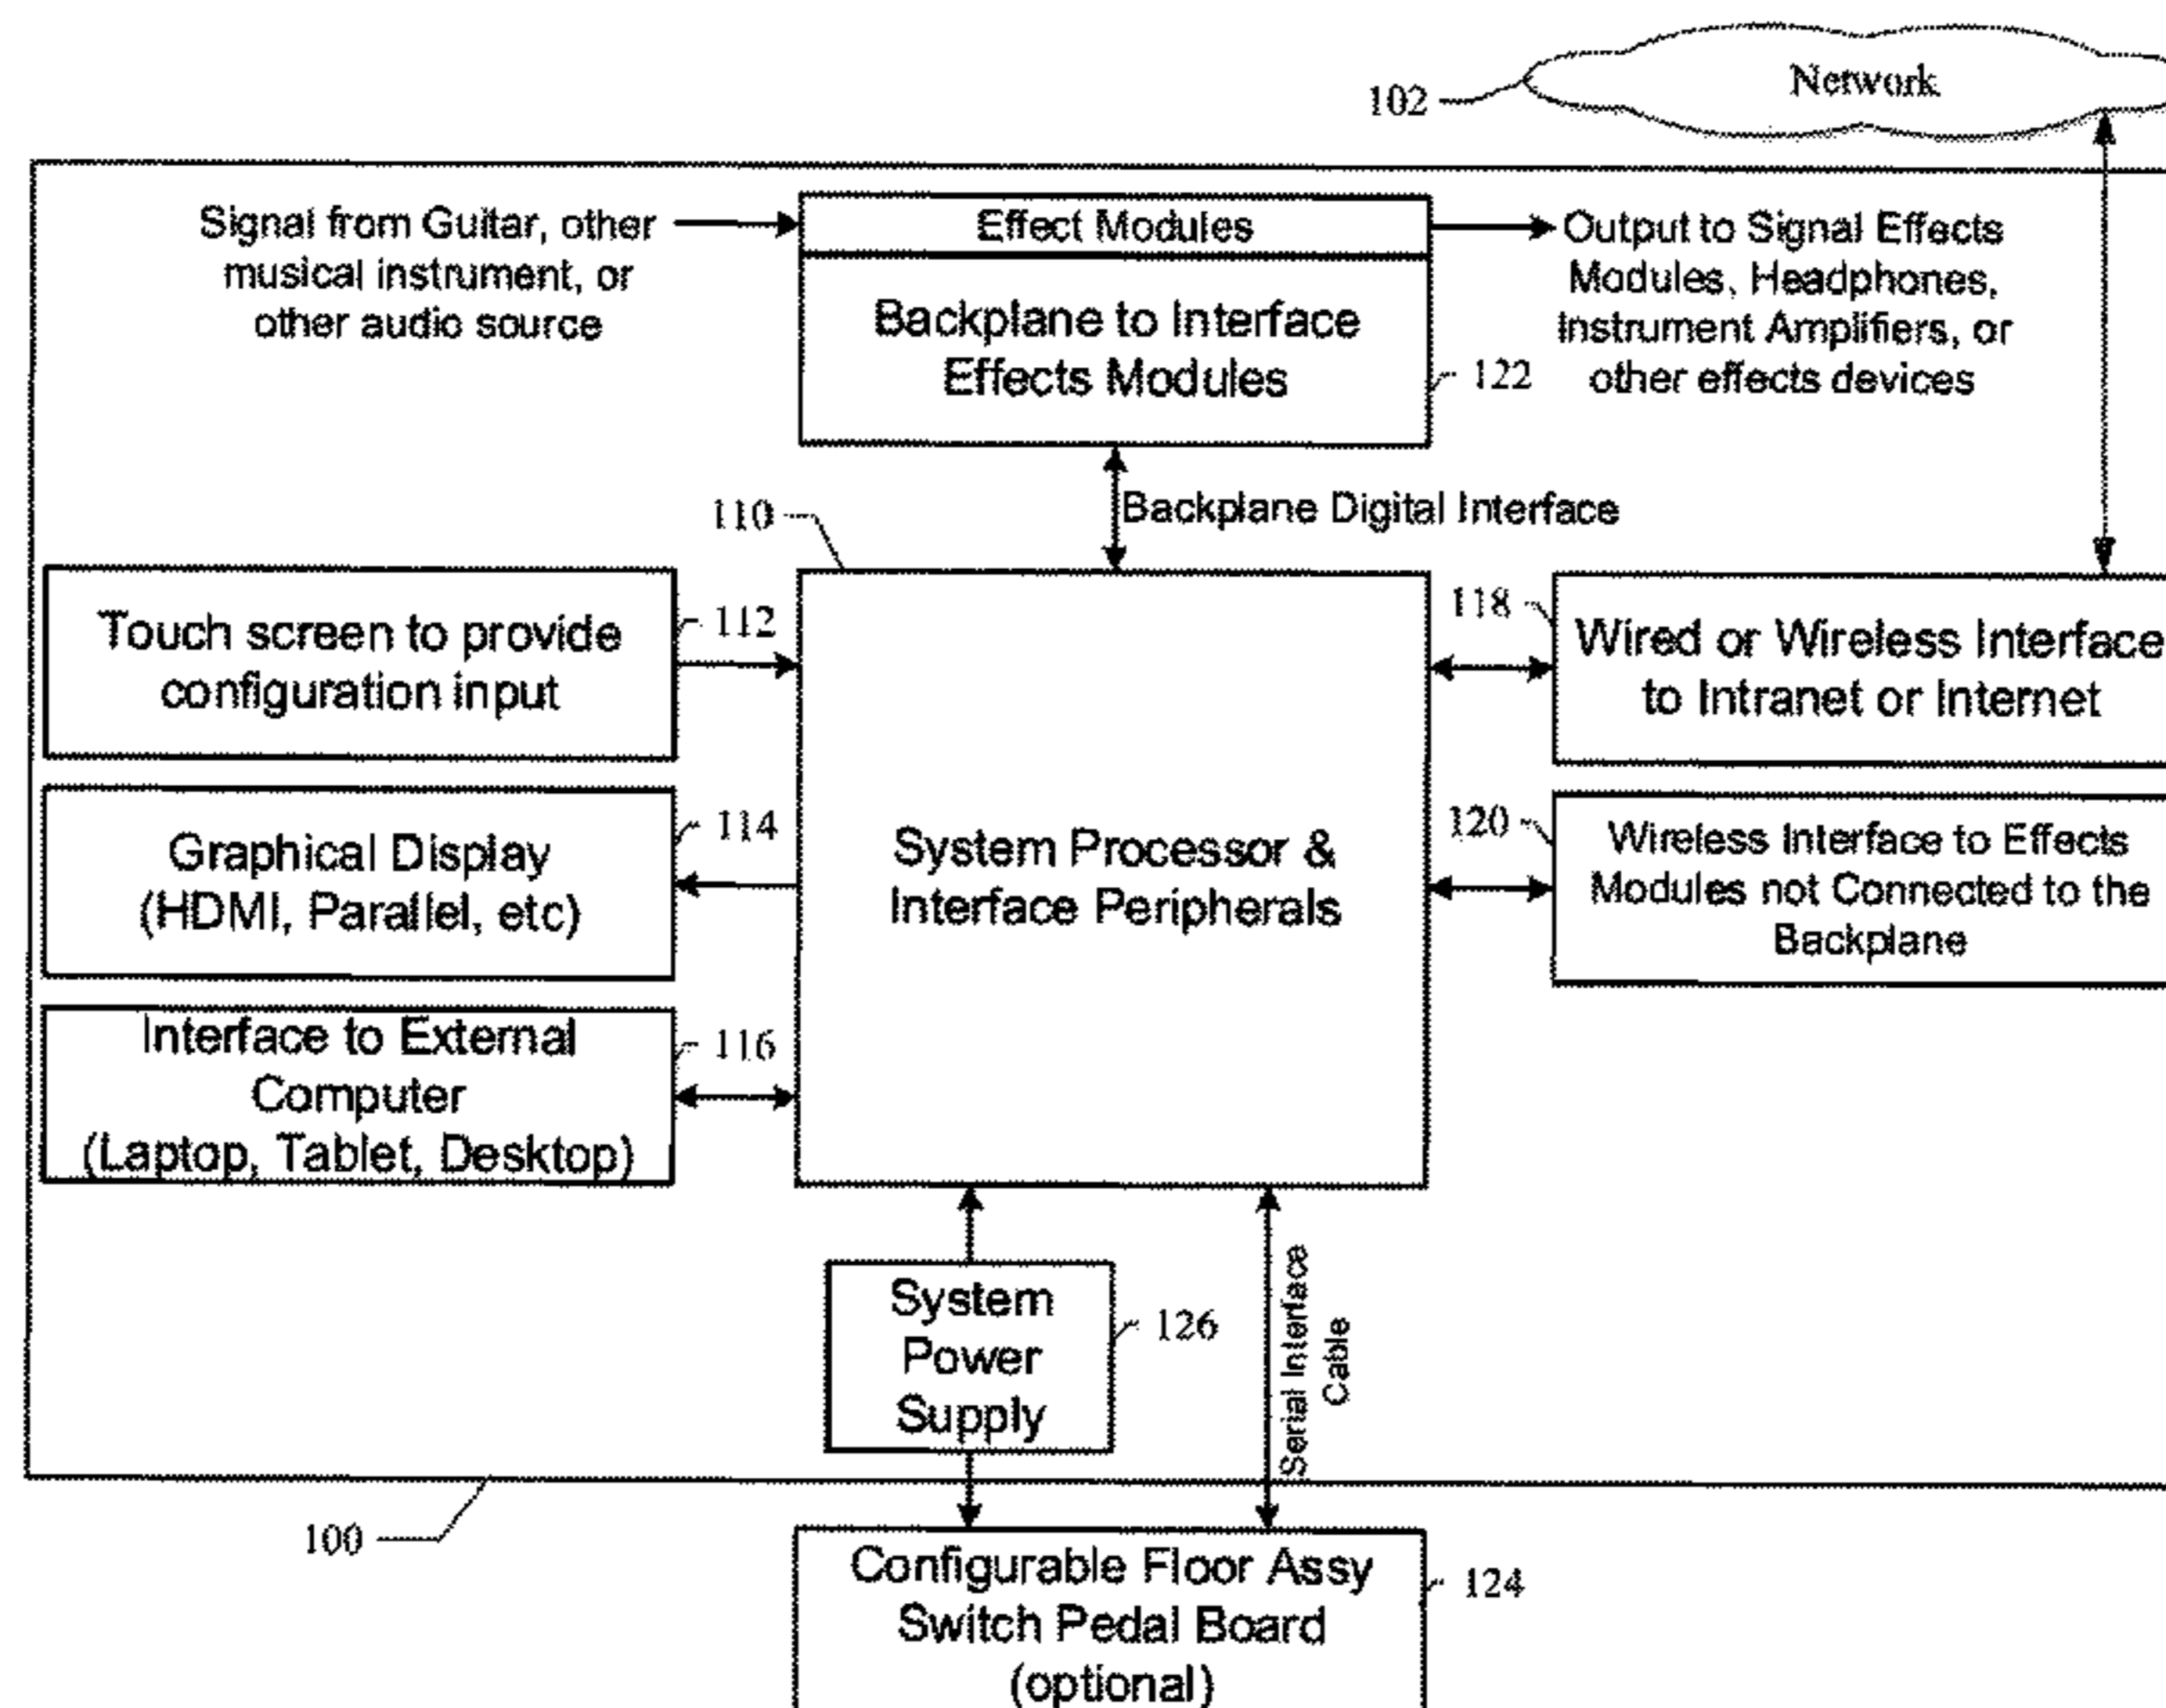 Network
102
Signal from Guitar, other
musical instrument, or
other audio source
Effect Modules
Backplane to Interface
Effects Modules
122
Output to Signal Effects
Modules, Headphones,
Instrument Amplifiers, or
other effects devices
110
Backplane Digital Interface
Touch screen to provide
configuration input
112
118
Wired or Wireless Interface
to Intranet or Internet
Graphical Display
(HDMI, Parallel, etc)
114
System Processor &
Interface Peripherals
120
Wireless Interface to Effects
Modules not Connected to the
Backplane
Interface to External
Computer
(Laptop, Tablet, Desktop)
116
System
Power
Supply
126
Serial Interface
Cable
100
Configurable Floor Assy
Switch Pedal Board
(optional)
124